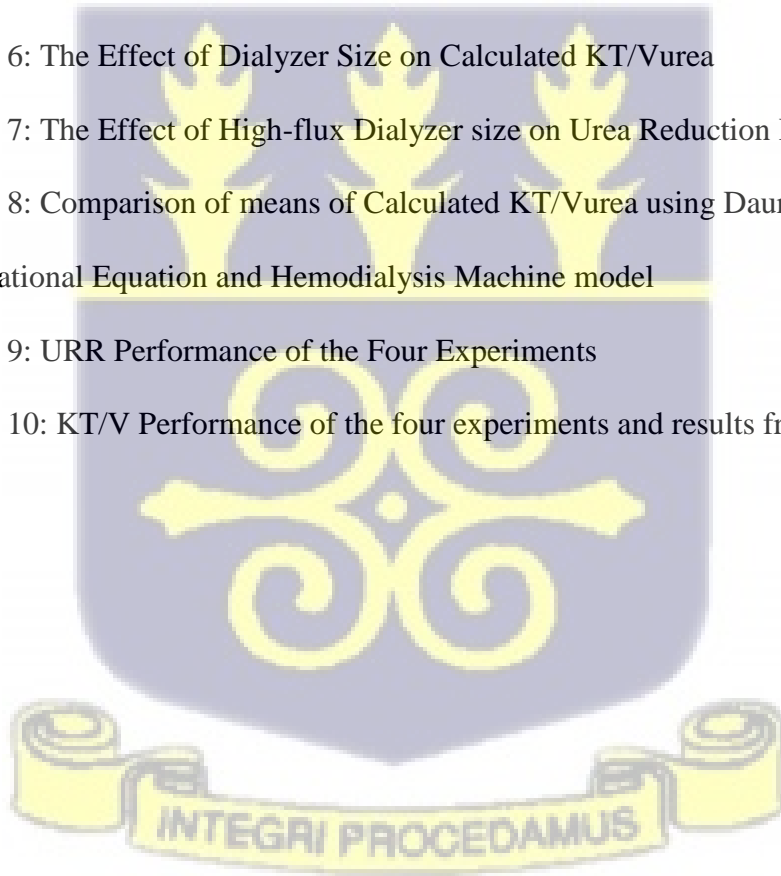 6: The Effect of Dialyzer Size on Calculated KT/Vurea
7: The Effect of High-flux Dialyzer size on Urea Reduction
8: Comparison of means of Calculated KT/Vurea using Daur
ational Equation and Hemodialysis Machine model
9: URR Performance of the Four Experiments
10: KT/V Performance of the four experiments and results fr
INTEGRI PROCEDAMUS